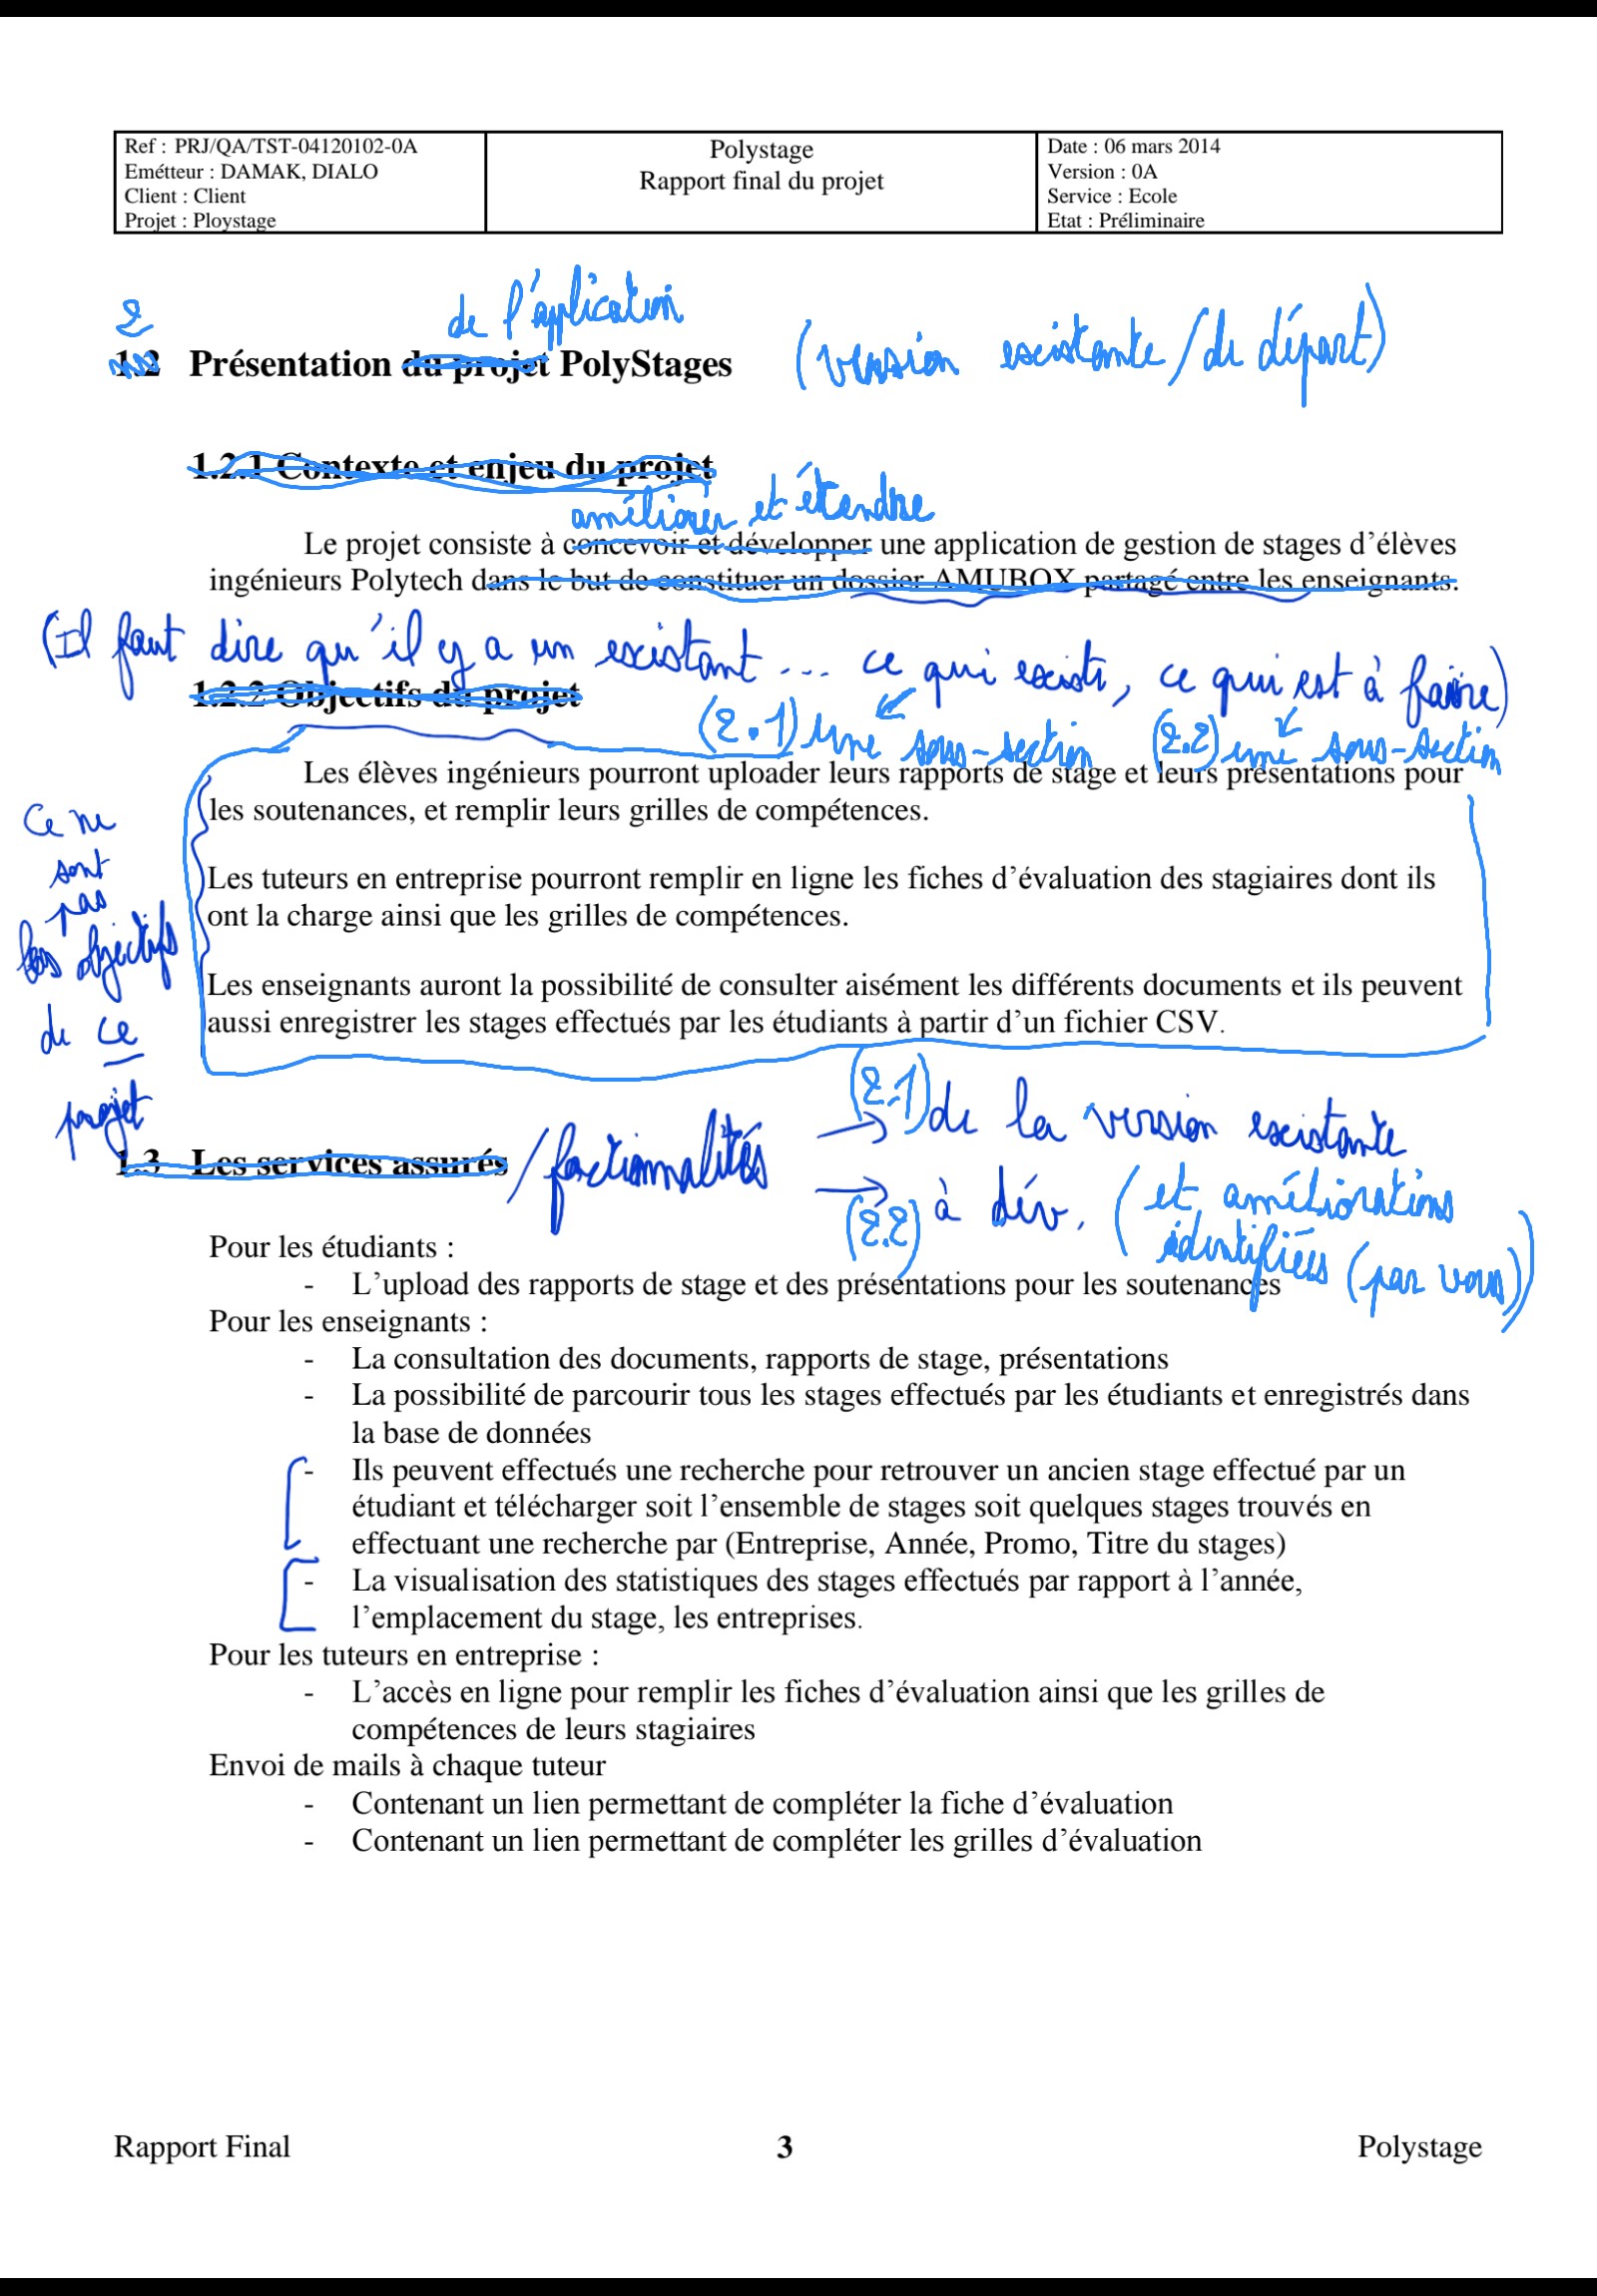 Ref : PRJ/QA/TST-04120102-0A
Emétteur : DAMAK, DIALO
Client : Client
Projet : Ploystage
Polystage
Rapport final du projet
Date : 06 mars 2014
Version : 0A
Service : Ecole
Etat : Préliminaire
2 de l'application
1.2 Présentation du projet PolyStages (version existante / de départ)
1.2.1 Contexte et enjeu du projet
améliorer et étendre
Le projet consiste à concevoir et développer une application de gestion de stages d'élèves
ingénieurs Polytech dans le but de constituer un dossier AMUBOX partagé entre les enseignants.
(Il faut dire qu'il y a un existant ... ce qui existe, ce qui est à faire)
1.2.2 Objectifs du projet
(2.1) une sous-section (2.2) une sous-section
Les élèves ingénieurs pourront uploader leurs rapports de stage et leurs présentations pour
les soutenances, et remplir leurs grilles de compétences.
Ce ne
sont
pas
les objectifs
de ce
projet
Les tuteurs en entreprise pourront remplir en ligne les fiches d'évaluation des stagiaires dont ils
ont la charge ainsi que les grilles de compétences.
Les enseignants auront la possibilité de consulter aisément les différents documents et ils peuvent
aussi enregistrer les stages effectués par les étudiants à partir d'un fichier CSV.
1.3 Les services assurés / fonctionnalités
→ (2.1) de la version existante
→ (2.2) à dév. (et améliorations
identifiées (par vous))
Pour les étudiants :
- L'upload des rapports de stage et des présentations pour les soutenances
Pour les enseignants :
- La consultation des documents, rapports de stage, présentations
- La possibilité de parcourir tous les stages effectués par les étudiants et enregistrés dans
la base de données
- Ils peuvent effectués une recherche pour retrouver un ancien stage effectué par un
étudiant et télécharger soit l'ensemble de stages soit quelques stages trouvés en
effectuant une recherche par (Entreprise, Année, Promo, Titre du stages)
- La visualisation des statistiques des stages effectués par rapport à l'année,
l'emplacement du stage, les entreprises.
Pour les tuteurs en entreprise :
- L'accès en ligne pour remplir les fiches d'évaluation ainsi que les grilles de
compétences de leurs stagiaires
Envoi de mails à chaque tuteur
- Contenant un lien permettant de compléter la fiche d'évaluation
- Contenant un lien permettant de compléter les grilles d'évaluation
Rapport Final 3 Polystage